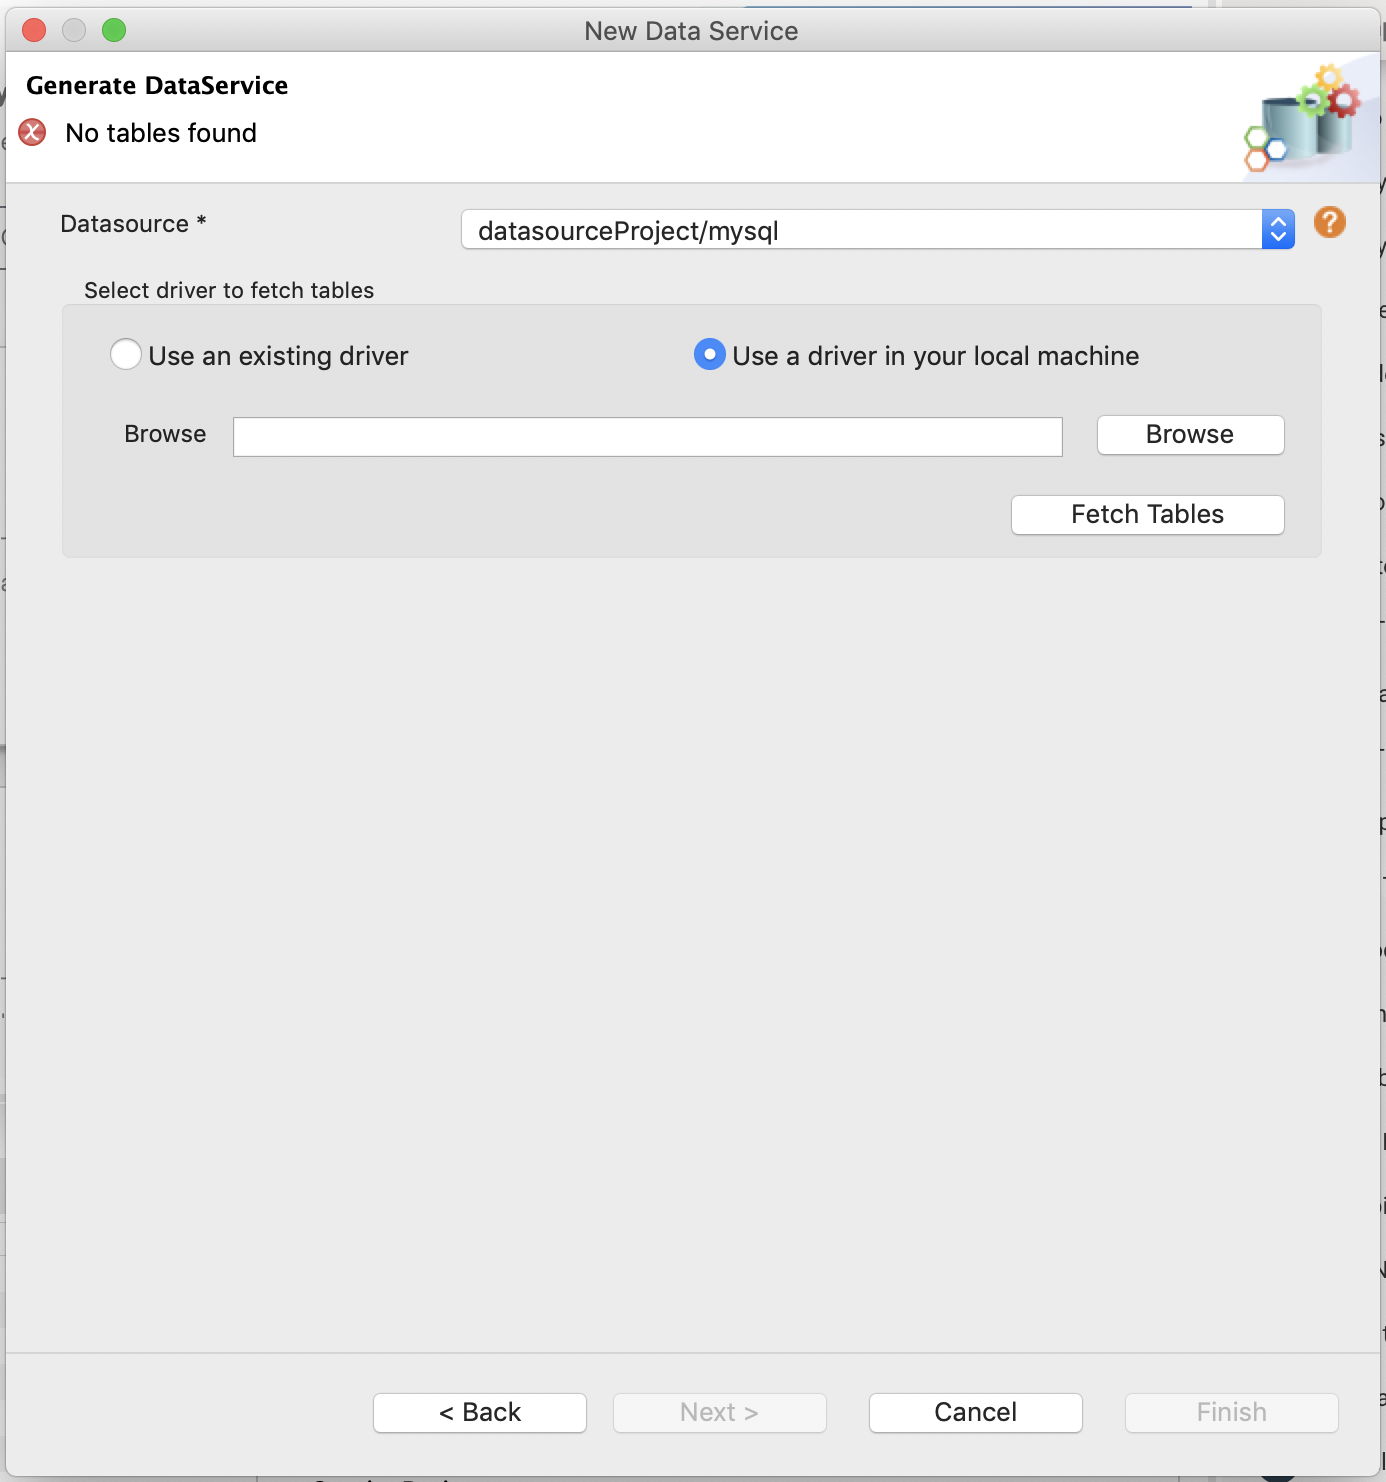 New Data Service
Generate DataService
No tables found
Datasource *
datasourceProject/mysql
?
Select driver to fetch tables
Use an existing driver
Use a driver in your local machine
Browse
Browse
Fetch Tables
< Back
Next >
Cancel
Finish